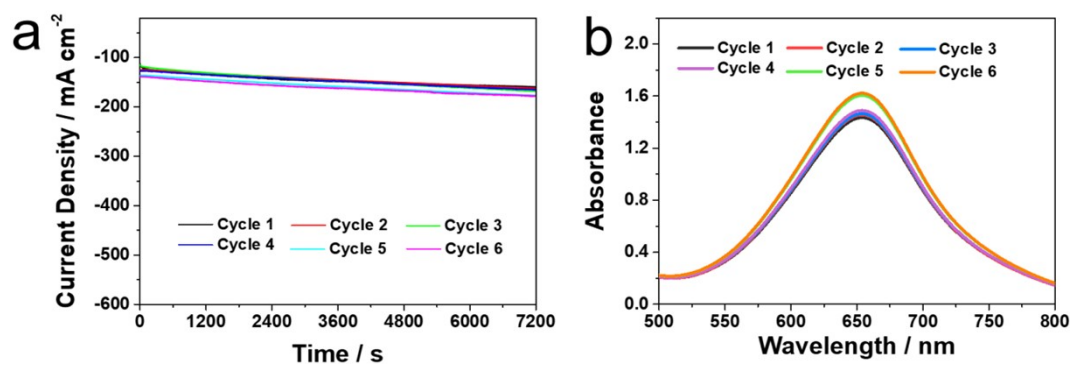 a
Current Density / mA cm-2
-100
-200
-300
-400
-500
-600
Cycle 1 Cycle 2 Cycle 3
Cycle 4 Cycle 5 Cycle 6
0 1200 2400 3600 4800 6000 7200
Time / s
b
Absorbance
2.0
1.6
1.2
0.8
0.4
0.0
Cycle 1 Cycle 2 Cycle 3
Cycle 4 Cycle 5 Cycle 6
500 550 600 650 700 750 800
Wavelength / nm